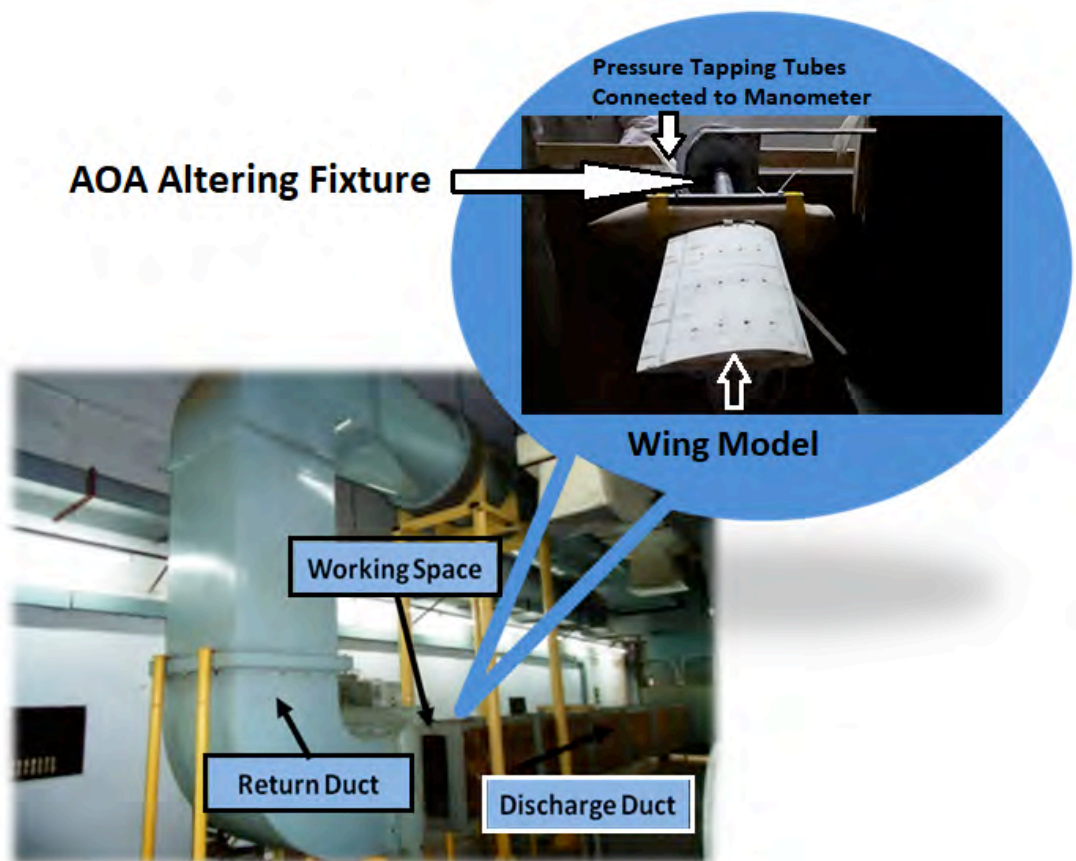 Pressure Tapping Tubes
Connected to Manometer
AOA Altering Fixture
Wing Model
Working Space
Return Duct
Discharge Duct